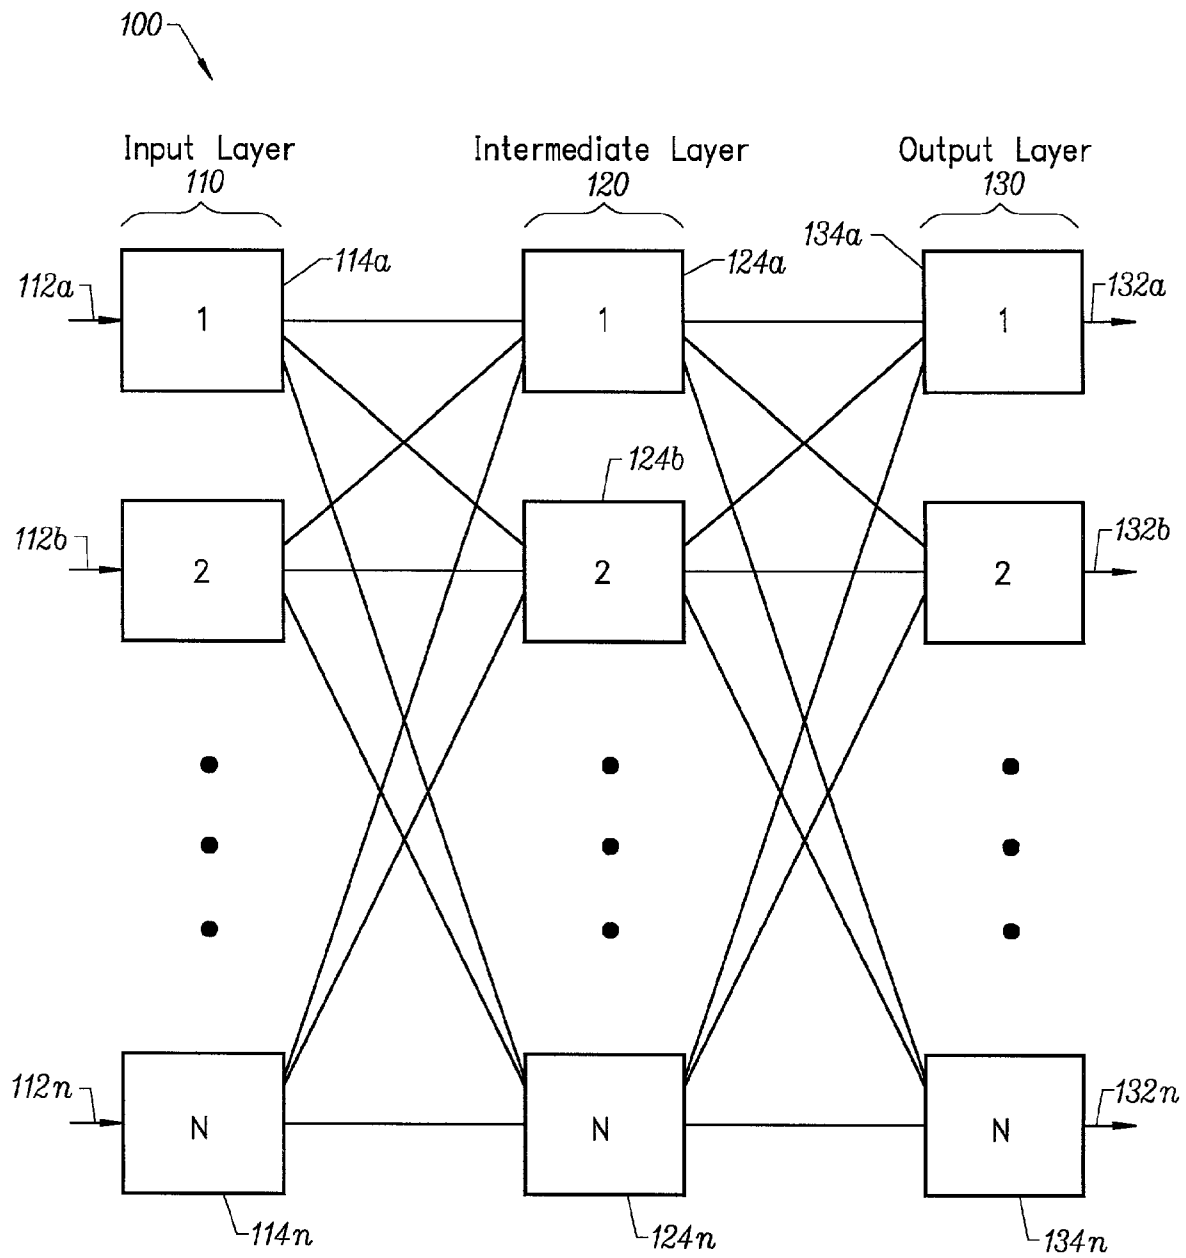 100
Input Layer
110
Intermediate Layer
120
Output Layer
130
112a
1
114a
1
124a
134a
1
132a
112b
2
124b
2
2
132b
112n
N
114n
N
124n
N
134n
132n